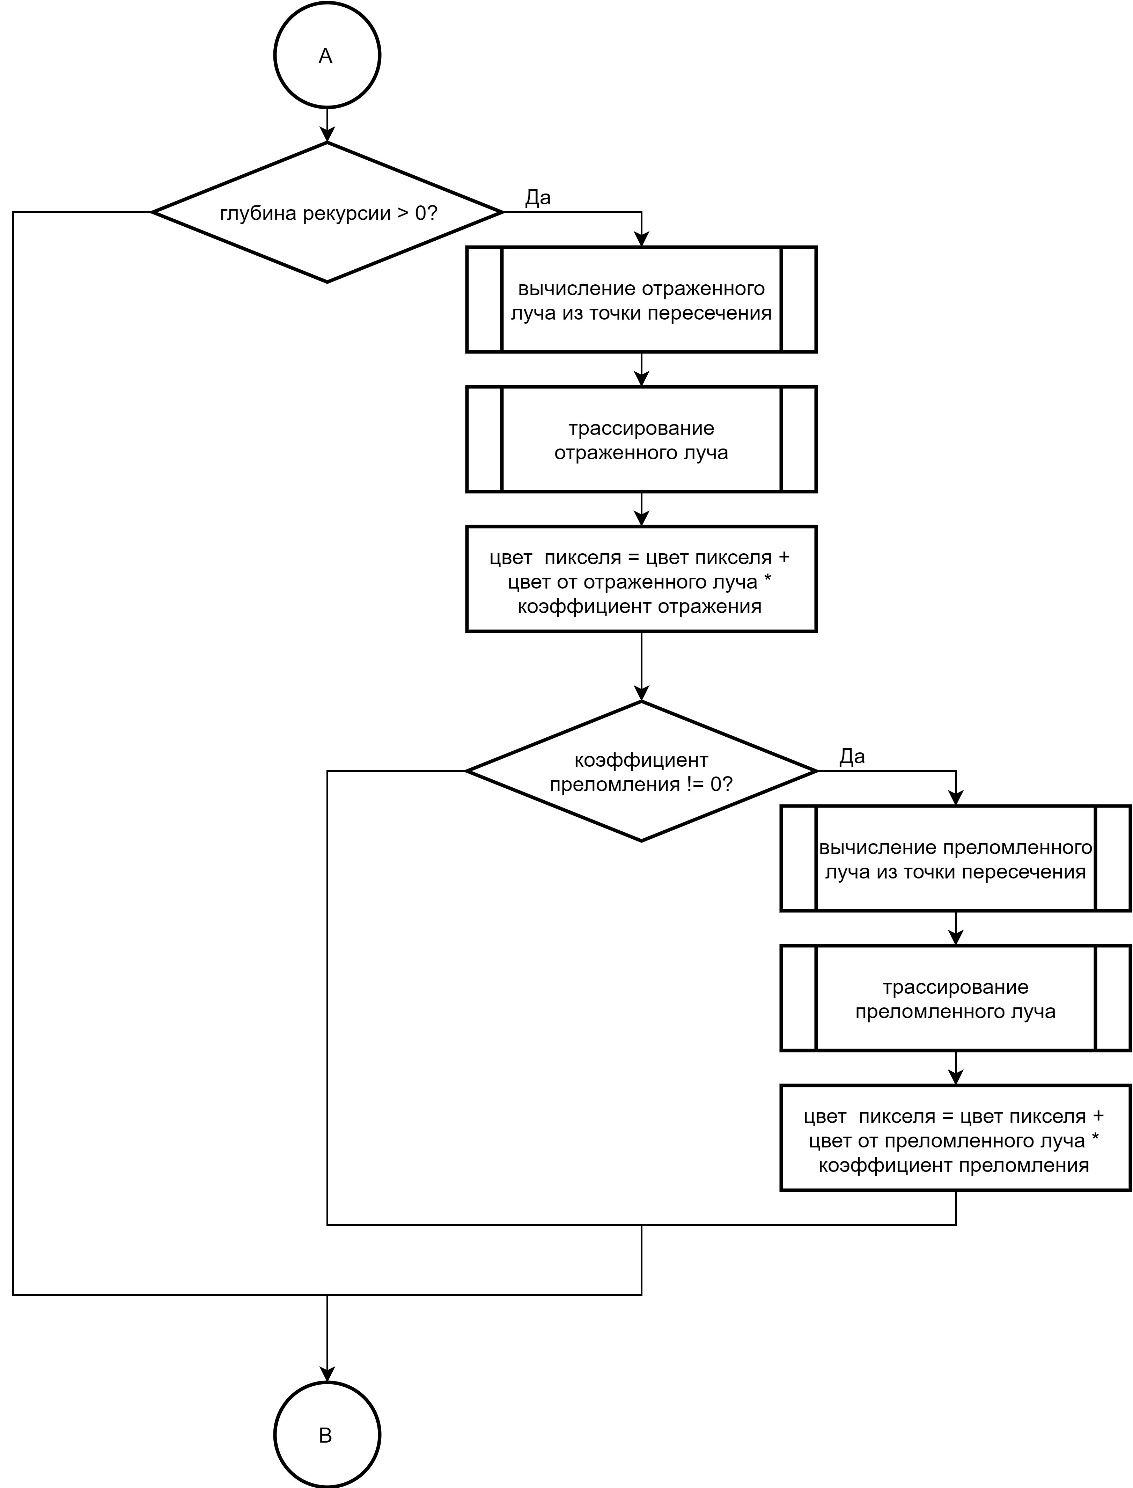 A
глубина рекурсии > 0?
Да
вычисление отраженного
луча из точки пересечения
трассирование
отраженного луча
цвет  пикселя = цвет пикселя +
цвет от отраженного луча *
коэффициент отражения
коэффициент
преломления != 0?
Да
вычисление преломленного
луча из точки пересечения
трассирование
преломленного луча
цвет  пикселя = цвет пикселя +
цвет от преломленного луча *
коэффициент преломления
B